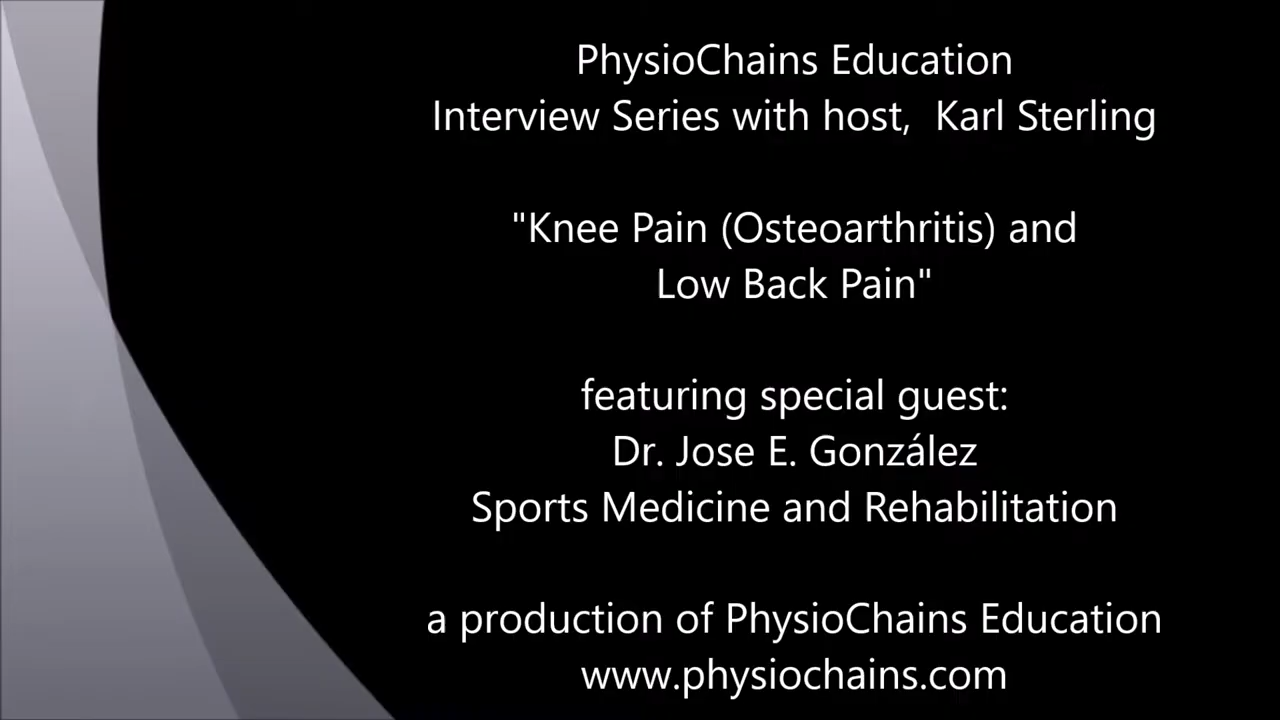 PhysioChains Education
Interview Series with host,  Karl Sterling
"Knee Pain (Osteoarthritis) and
Low Back Pain"
featuring special guest:
Dr. Jose E. González
Sports Medicine and Rehabilitation
a production of PhysioChains Education
www.physiochains.com